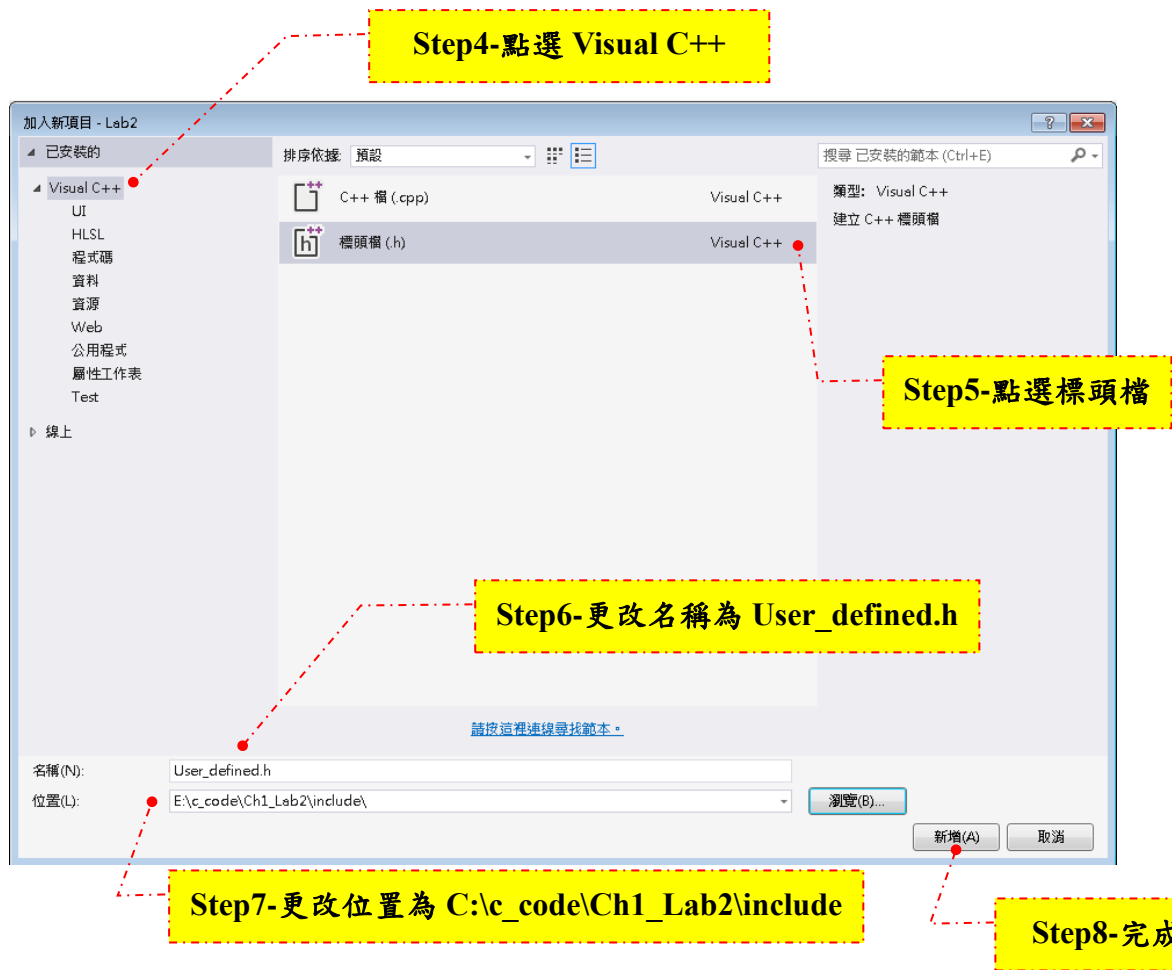 Step4-點選 Visual C++
加入新項目 - Lab2
已安裝的
排序依據: 預設
搜尋 已安裝的範本 (Ctrl+E)
Visual C++
UI
HLSL
程式碼
資料
資源
Web
公用程式
屬性工作表
Test
線上
C++ 檔 (.cpp) Visual C++
標頭檔 (.h) Visual C++
類型: Visual C++
建立 C++ 標頭檔
Step5-點選標頭檔
Step6-更改名稱為 User_defined.h
請按這裡連線尋找範本。
名稱(N): User_defined.h
位置(L): E:\c_code\Ch1_Lab2\include\ 瀏覽(B)...
新增(A) 取消
Step7-更改位置為 C:\c_code\Ch1_Lab2\include
Step8-完成